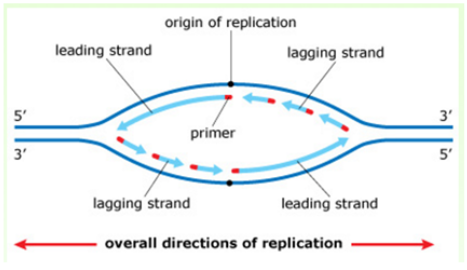 origin of replication
leading strand
lagging strand
5′
3′
primer
3′
5′
lagging strand
leading strand
overall directions of replication